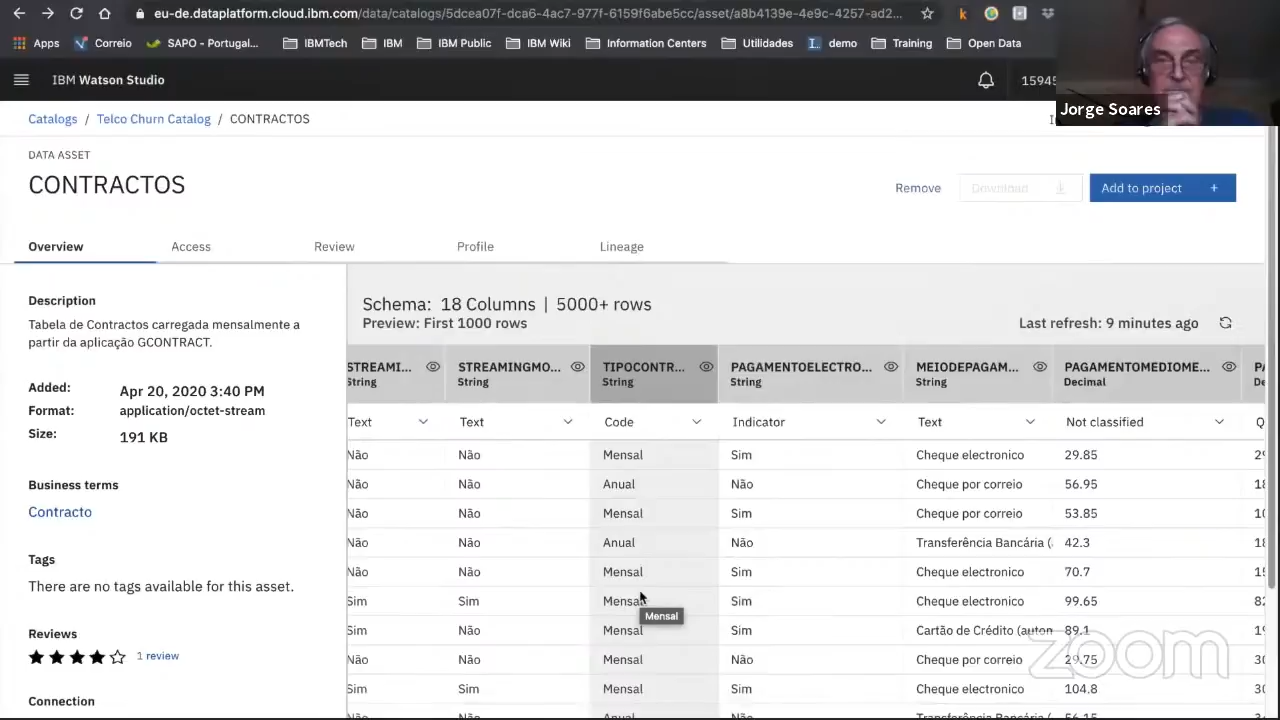 eu-de.dataplatform.cloud.ibm.com/data/catalogs/5dcea07f-dca6-4ac7-977f-6159f6abe5cc/asset/a8b4139e-4e9c-4257-ad2...
Apps Correio SAPO - Portugal... IBMTech IBM IBM Public IBM Wiki Information Centers Utilidades demo Training Open Data
IBM Watson Studio 15945
Jorge Soares
Catalogs / Telco Churn Catalog / CONTRACTOS
DATA ASSET
CONTRACTOS
Remove Download Add to project +
Overview Access Review Profile Lineage
Description
Tabela de Contractos carregada mensalmente a
partir da aplicação GCONTRACT.
Added: Apr 20, 2020 3:40 PM
Format: application/octet-stream
Size: 191 KB
Business terms
Contracto
Tags
There are no tags available for this asset.
Reviews
1 review
Connection
Schema: 18 Columns | 5000+ rows
Preview: First 1000 rows
Last refresh: 9 minutes ago
STREAMI... STREAMINGMO... TIPOCONTR... PAGAMENTOELECTRO... MEIODEPAGAM... PAGAMENTOMEDIOME...
String String String String String Decimal
Text Text Code Indicator Text Not classified
Não Não Mensal Sim Cheque electronico 29.85
Não Não Anual Não Cheque por correio 56.95
Não Não Mensal Sim Cheque por correio 53.85
Não Não Anual Não Transferência Bancária (. 42.3
Não Não Mensal Sim Cheque electronico 70.7
Sim Sim Mensal Sim Cheque electronico 99.65
Mensal
Sim Não Mensal Sim Cartão de Crédito (auton 89.1
Não Não Mensal Não Cheque por correio 29.75
Sim Sim Mensal Sim Cheque electronico 104.8
Não Não Anual Não Transferência Bancária 56.15
zoom